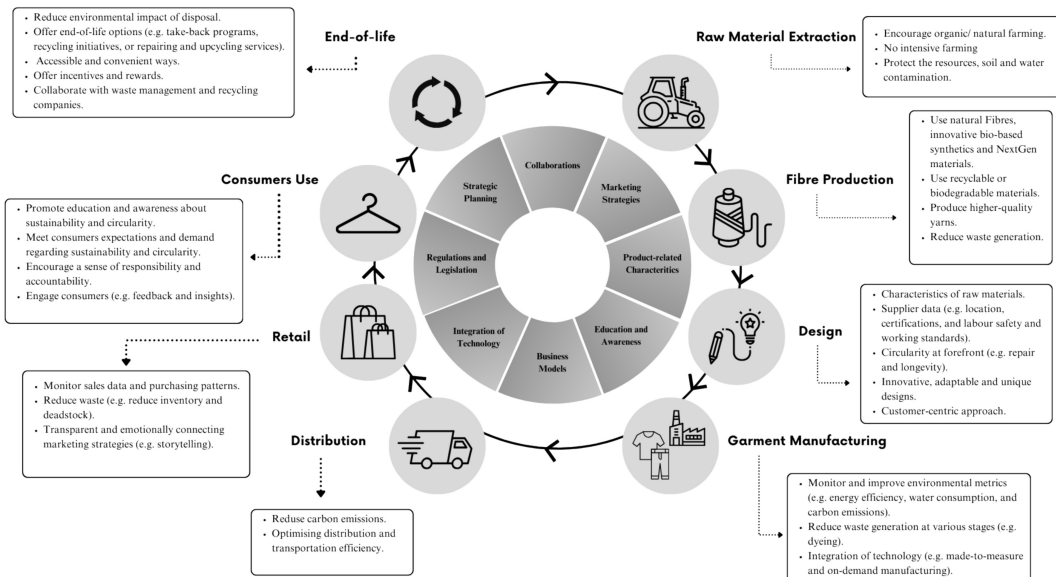 • Reduce environmental impact of disposal.
• Offer end-of-life options (e.g. take-back programs,
recycling initiatives, or repairing and upcycling services).
• Accessible and convenient ways.
• Offer incentives and rewards.
• Collaborate with waste management and recycling
companies.
End-of-life
Raw Material Extraction
• Encourage organic/ natural farming.
• No intensive farming
• Protect the resources, soil and water
contamination.
• Use natural Fibres,
innovative bio-based
synthetics and NextGen
materials.
• Use recyclable or
biodegradable materials.
• Produce higher-quality
yarns.
• Reduce waste generation.
Fibre Production
Consumers Use
• Promote education and awareness about
sustainability and circularity.
• Meet consumers expectations and demand
regarding sustainability and circularity.
• Encourage a sense of responsibility and
accountability.
• Engage consumers (e.g. feedback and insights).
Collaborations
Strategic
Planning
Marketing
Strategies
Regulations and
Legislation
Product-related
Characteritics
Integration of
Technology
Education and
Awareness
Business
Models
Retail
Design
• Characteristics of raw materials.
• Supplier data (e.g. location,
certifications, and labour safety and
working standards).
• Circularity at forefront (e.g. repair
and longevity).
• Innovative, adaptable and unique
designs.
• Customer-centric approach.
• Monitor sales data and purchasing patterns.
• Reduce waste (e.g. reduce inventory and
deadstock).
• Transparent and emotionally connecting
marketing strategies (e.g. storytelling).
Distribution
Garment Manufacturing
• Reduse carbon emissions.
• Optimising distribution and
transportation efficiency.
• Monitor and improve environmental metrics
(e.g. energy efficiency, water consumption, and
carbon emissions).
• Reduce waste generation at various stages (e.g.
dyeing).
• Integration of technology (e.g. made-to-measure
and on-demand manufacturing).